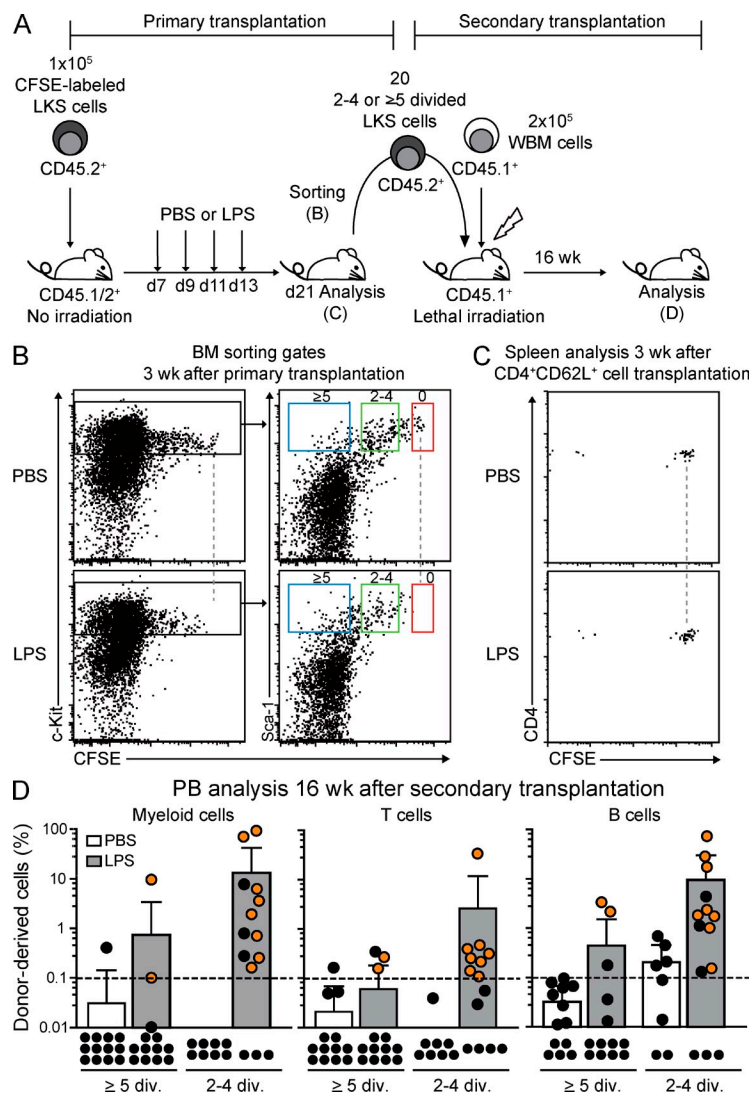 A
Primary transplantation
Secondary transplantation
1x10⁵
CFSE-labeled
LKS cells
CD45.2⁺
PBS or LPS
d7 d9 d11 d13
CD45.1/2⁺
No irradiation
Sorting
(B)
d21 Analysis
(C)
20
2-4 or ≥5 divided
LKS cells
CD45.2⁺
CD45.1⁺
2x10⁵
WBM cells
16 wk
CD45.1⁺
Lethal irradiation
Analysis
(D)
B
BM sorting gates
3 wk after primary transplantation
≥5 2-4 0
PBS
≥5 2-4 0
LPS
c-Kit
Sca-1
CFSE
C
Spleen analysis 3 wk after
CD4⁺CD62L⁺ cell transplantation
PBS
LPS
CD4
CFSE
D
PB analysis 16 wk after secondary transplantation
Myeloid cells
T cells
B cells
PBS
LPS
Donor-derived cells (%)
100
10
1
0.1
0.01
≥ 5 div.
2-4 div.
≥ 5 div.
2-4 div.
≥ 5 div.
2-4 div.